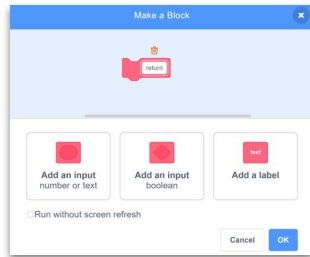 Make a Block
return
text
Add an input
number or text
Add an input
boolean
Add a label
Run without screen refresh
Cancel
OK